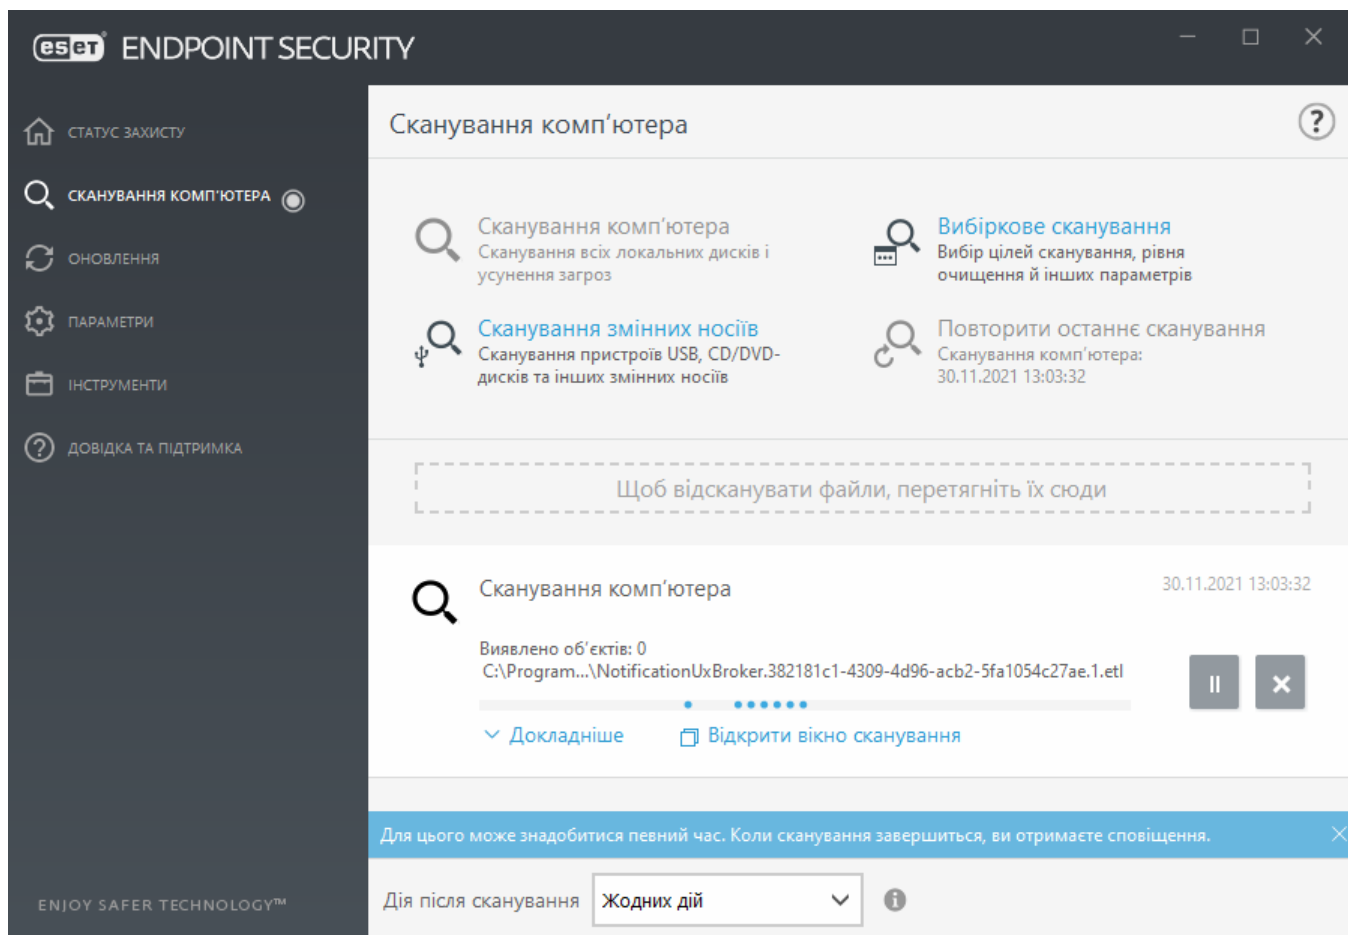 eset ENDPOINT SECURITY
СТАТУС ЗАХИСТУ
СКАНУВАННЯ КОМП'ЮТЕРА
ОНОВЛЕННЯ
ПАРАМЕТРИ
ІНСТРУМЕНТИ
ДОВІДКА ТА ПІДТРИМКА
ENJOY SAFER TECHNOLOGY™
Сканування комп'ютера
?
Сканування комп'ютера
Сканування всіх локальних дисків і
усунення загроз
Вибіркове сканування
Вибір цілей сканування, рівня
очищення й інших параметрів
Сканування змінних носіїв
Сканування пристроїв USB, CD/DVD-
дисків та інших змінних носіїв
Повторити останнє сканування
Сканування комп'ютера:
30.11.2021 13:03:32
Щоб відсканувати файли, перетягніть їх сюди
Сканування комп'ютера
30.11.2021 13:03:32
Виявлено об'єктів: 0
C:\Program...\NotificationUxBroker.382181c1-4309-4d96-acb2-5fa1054c27ae.1.etl
Докладніше
Відкрити вікно сканування
Для цього може знадобитися певний час. Коли сканування завершиться, ви отримаєте сповіщення.
Дія після сканування
Жодних дій